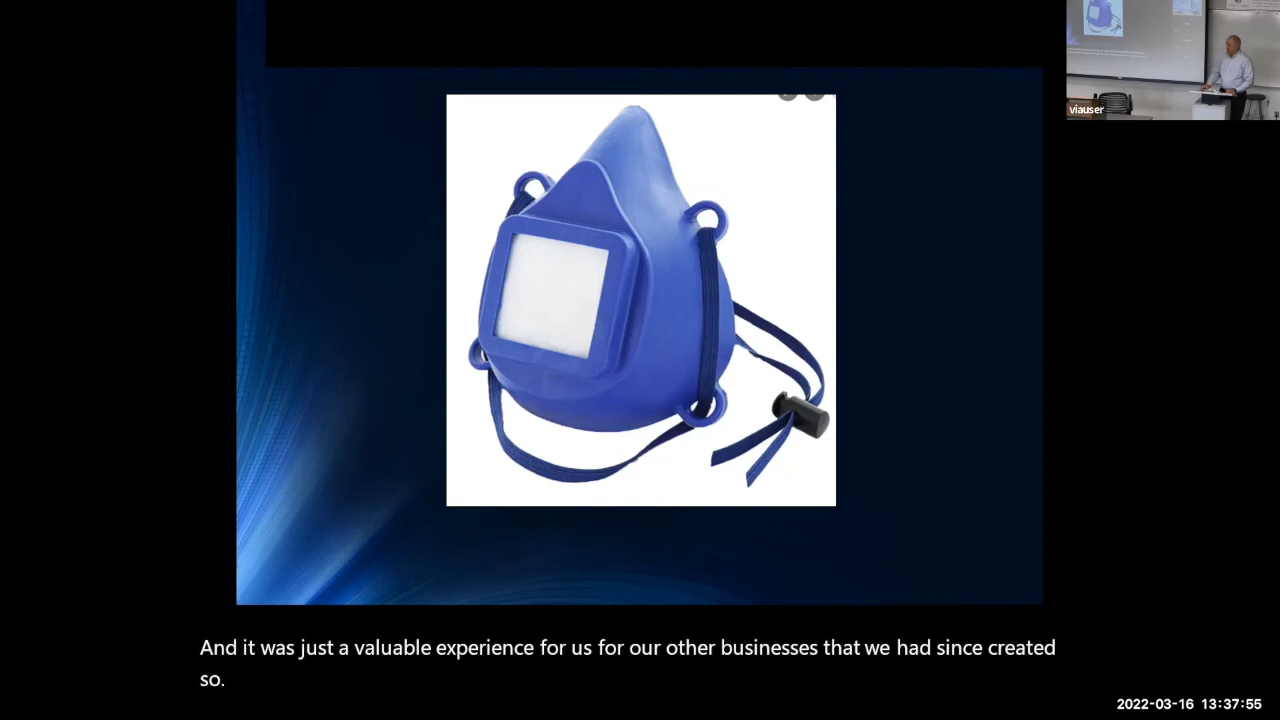 viauser
And it was just a valuable experience for us for our other businesses that we had since created
so.
2022-03-16 13:37:55